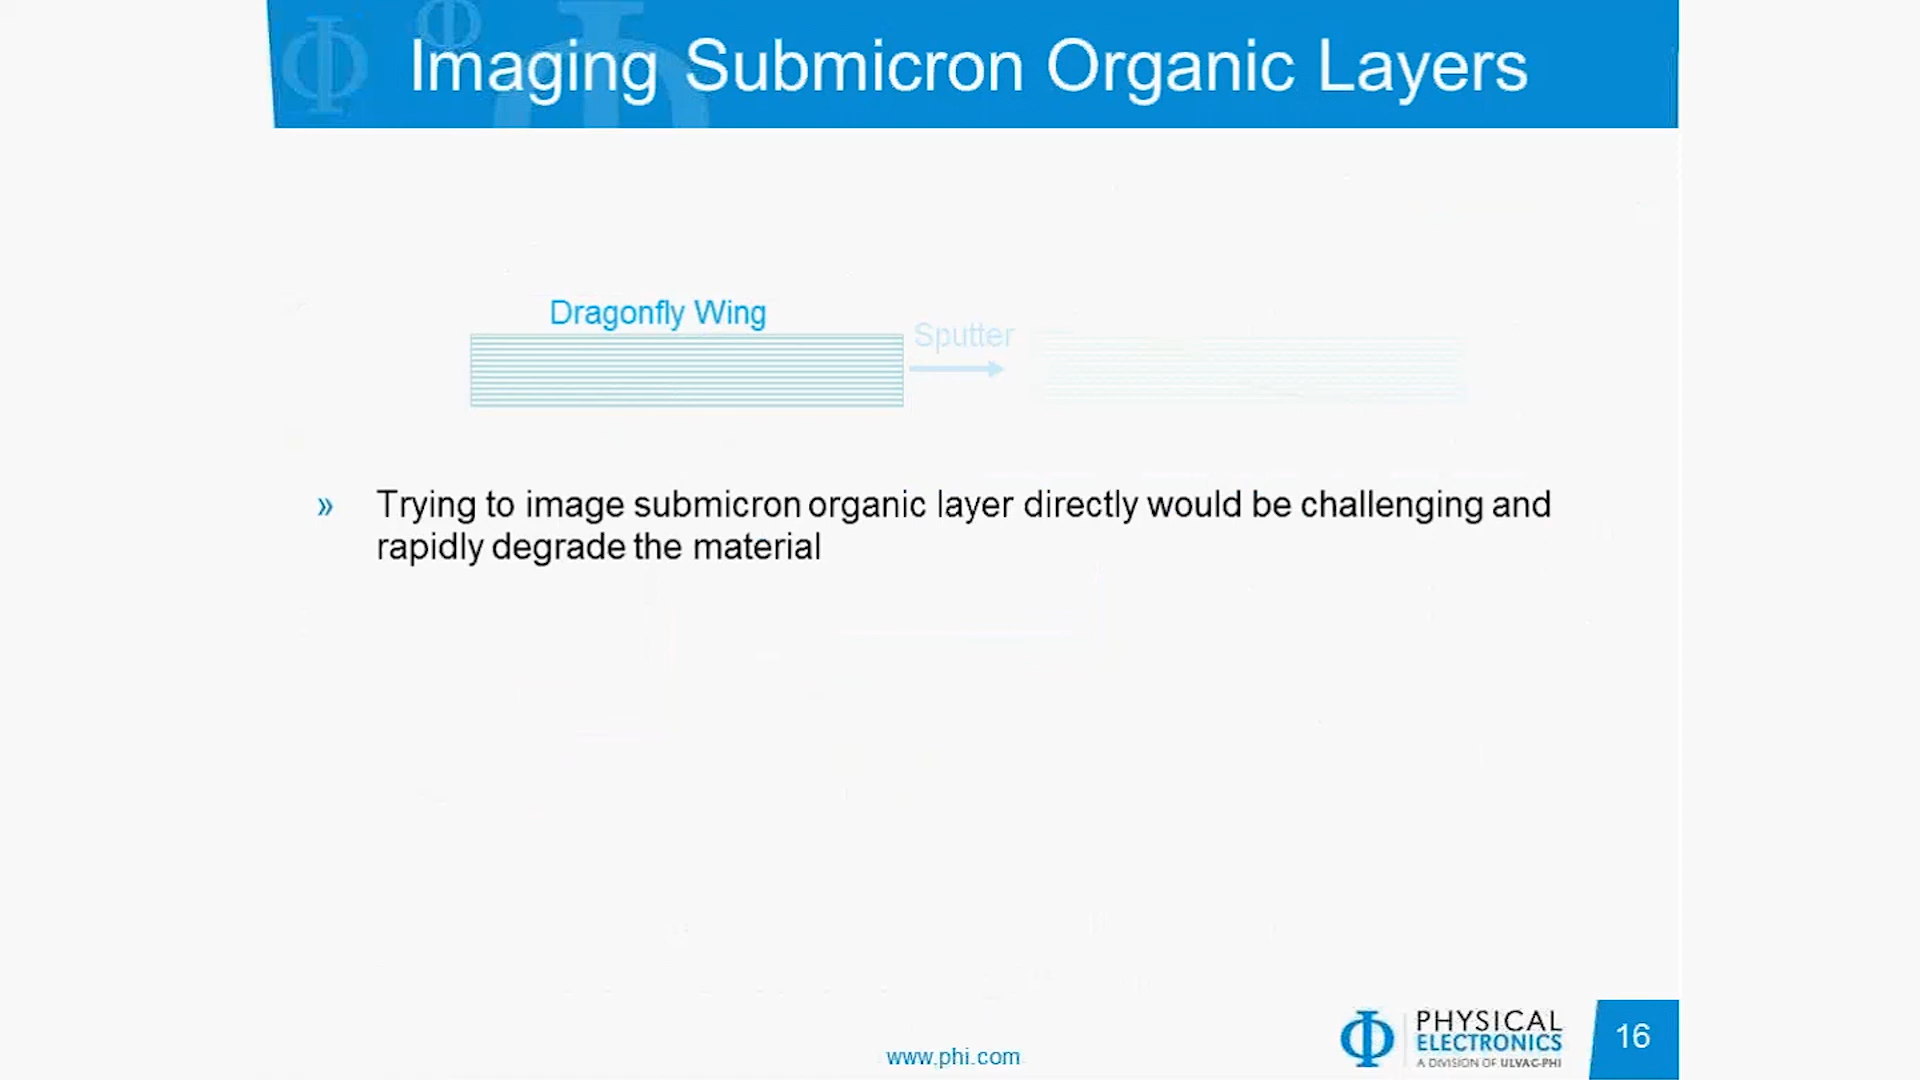 Imaging Submicron Organic Layers
Dragonfly Wing
Sputter
» Trying to image submicron organic layer directly would be challenging and
rapidly degrade the material
www.phi.com
PHYSICAL
ELECTRONICS
A DIVISION OF ULVAC-PHI
16